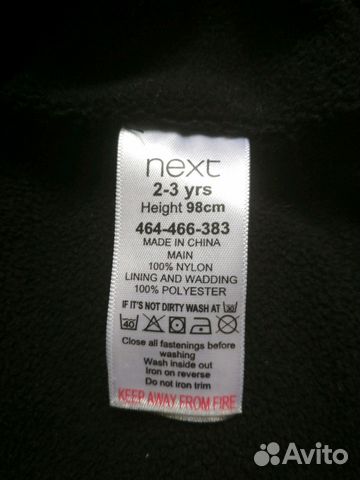 next
2-3 yrs
Height 98cm
464-466-383
MADE IN CHINA
MAIN
100% NYLON
LINING AND WADDING
100% POLYESTER
IF IT'S NOT DIRTY WASH AT 30
40
Close all fastenings before
washing
Wash inside out
Iron on reverse
Do not iron trim
KEEP AWAY FROM FIRE
Avito